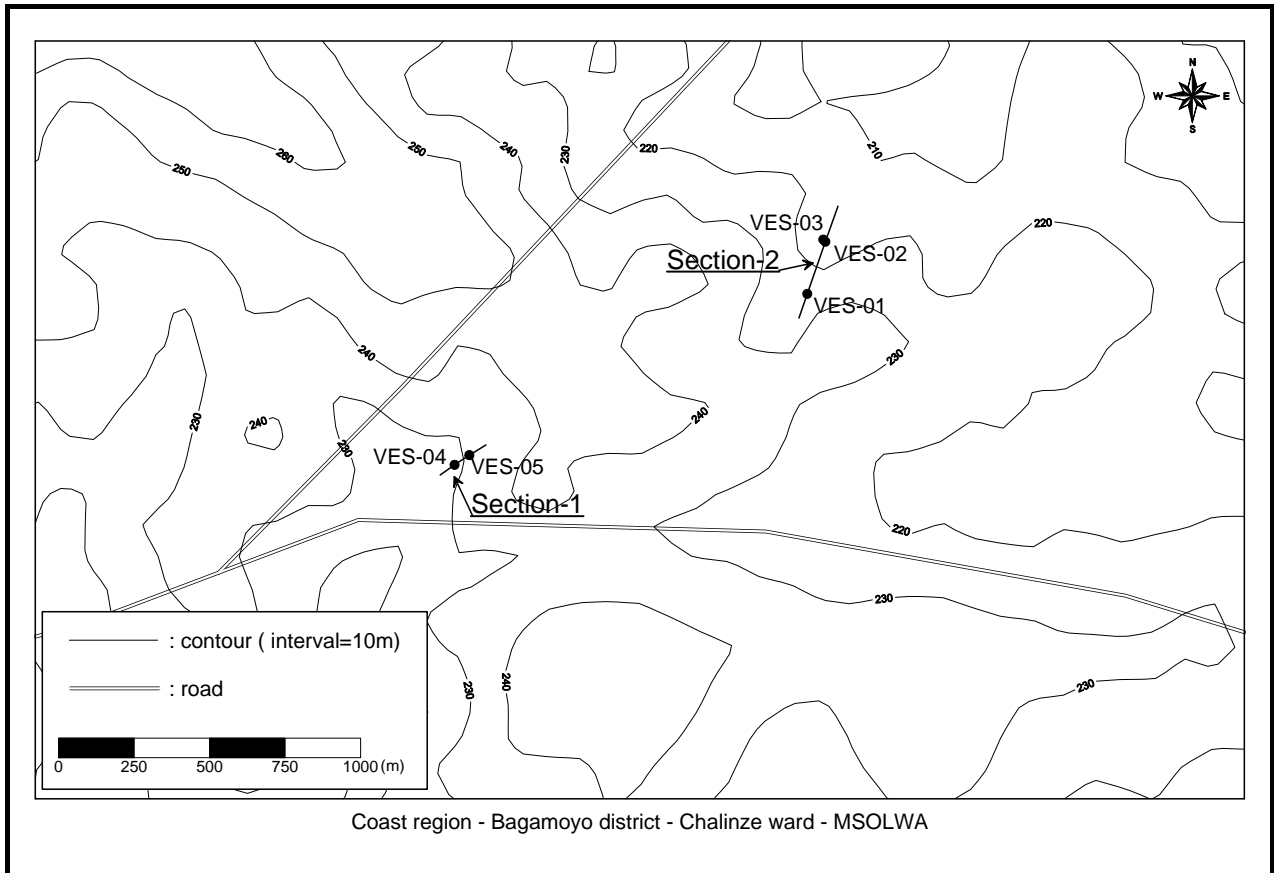 N
W E
S
260
250
250
240
230
220
210
220
VES-03
VES-02
Section-2
VES-01
230
240
240
230
240
230
VES-04
VES-05
Section-1
220
230
230
240
230
: contour ( interval=10m)
: road
0 250 500 750 1000 (m)
Coast region - Bagamoyo district - Chalinze ward - MSOLWA